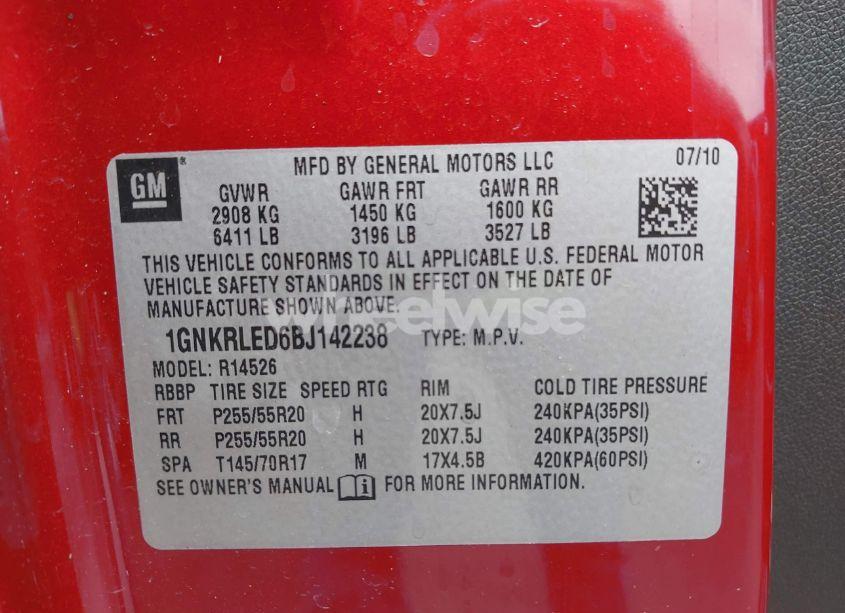 GM®
MFD BY GENERAL MOTORS LLC 07/10
GVWR GAWR FRT GAWR RR
2908 KG 1450 KG 1600 KG
6411 LB 3196 LB 3527 LB
THIS VEHICLE CONFORMS TO ALL APPLICABLE U.S. FEDERAL MOTOR
VEHICLE SAFETY STANDARDS IN EFFECT ON THE DATE OF
MANUFACTURE SHOWN ABOVE.
wheelwise
1GNKRLED6BJ142238 TYPE: M.P.V.
MODEL: R14526
RBBP TIRE SIZE SPEED RTG RIM COLD TIRE PRESSURE
FRT P255/55R20 H 20X7.5J 240KPA(35PSI)
RR P255/55R20 H 20X7.5J 240KPA(35PSI)
SPA T145/70R17 M 17X4.5B 420KPA(60PSI)
SEE OWNER'S MANUAL i FOR MORE INFORMATION.